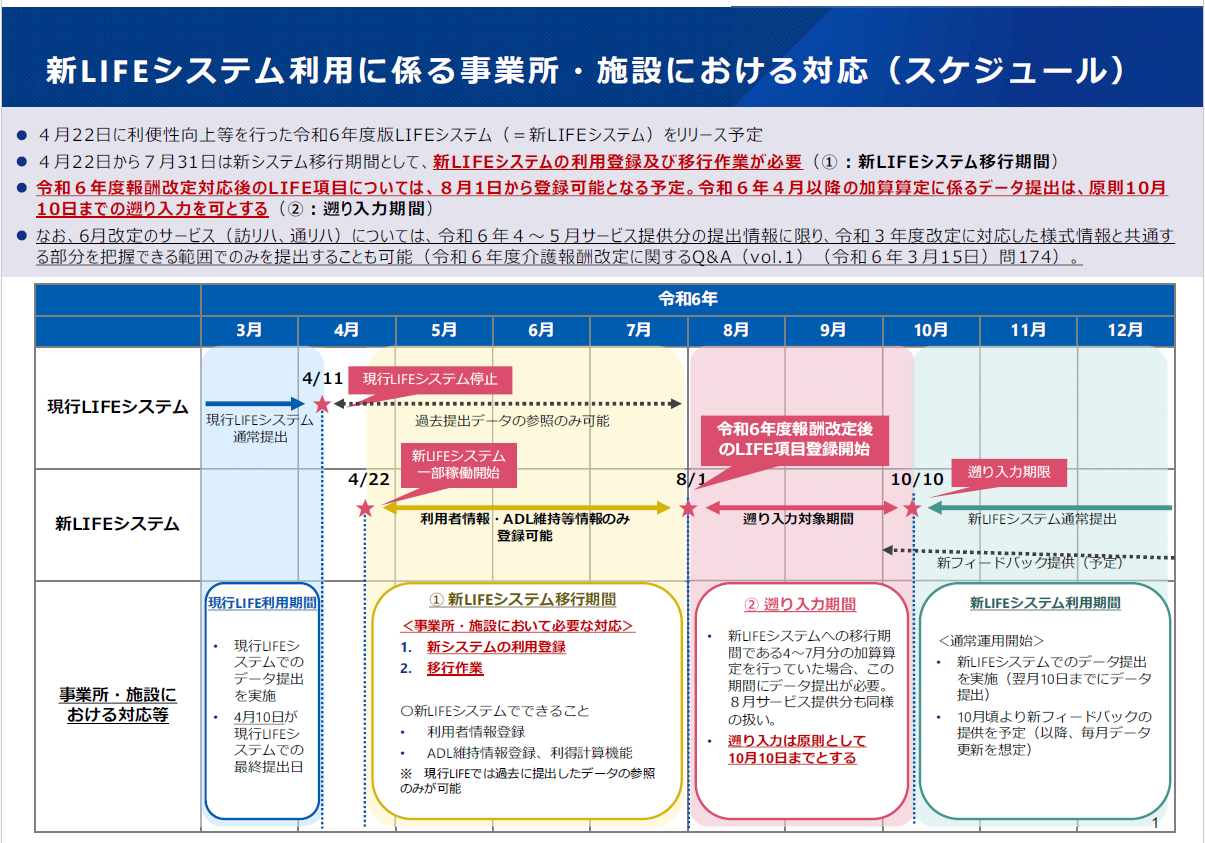 新LIFEシステム利用に係る事業所・施設における対応（スケジュール）
● ４月22日に利便性向上等を行った令和6年度版LIFEシステム（＝新LIFEシステム）をリリース予定
● ４月22日から７月31日は新システム移行期間として、新LIFEシステムの利用登録及び移行作業が必要（①：新LIFEシステム移行期間）
● 令和６年度報酬改定対応後のLIFE項目については、８月1日から登録可能となる予定。令和６年４月以降の加算算定に係るデータ提出は、原則10月
10日までの遡り入力を可とする（②：遡り入力期間）
● なお、6月改定のサービス（訪リハ、通リハ）については、令和６年４～５月サービス提供分の提出情報に限り、令和３年度改定に対応した様式情報と共通す
る部分を把握できる範囲でのみを提出することも可能（令和６年度介護報酬改定に関するQ&A（vol.1）（令和６年３月15日）問174）。
令和6年
3月 4月 5月 6月 7月 8月 9月 10月 11月 12月
現行LIFEシステム
4/11
現行LIFEシステム停止
現行LIFEシステム
通常提出
過去提出データの参照のみ可能
新LIFEシステム
4/22
新LIFEシステム
一部稼働開始
利用者情報・ADL維持等情報のみ
登録可能
8/1
令和6年度報酬改定後
のLIFE項目登録開始
遡り入力対象期間
10/10
遡り入力期限
新LIFEシステム通常提出
新フィードバック提供（予定）
事業所・施設に
おける対応等
現行LIFE利用期間
• 現行LIFEシ
ステムでの
データ提出
を実施
• 4月10日が
現行LIFEシ
ステムでの
最終提出日
① 新LIFEシステム移行期間
＜事業所・施設において必要な対応＞
1. 新システムの利用登録
2. 移行作業
〇新LIFEシステムでできること
• 利用者情報登録
• ADL維持情報登録、利得計算機能
※ 現行LIFEでは過去に提出したデータの参照
のみが可能
② 遡り入力期間
• 新LIFEシステムへの移行期
間である4～7月分の加算算
定を行っていた場合、この
期間にデータ提出が必要。
８月サービス提供分も同様
の扱い。
• 遡り入力は原則として
10月10日までとする
新LIFEシステム利用期間
＜通常運用開始＞
• 新LIFEシステムでのデータ提出
を実施（翌月10日までにデータ
提出）
• 10月頃より新フィードバックの
提供を予定（以降、毎月データ
更新を想定）
1